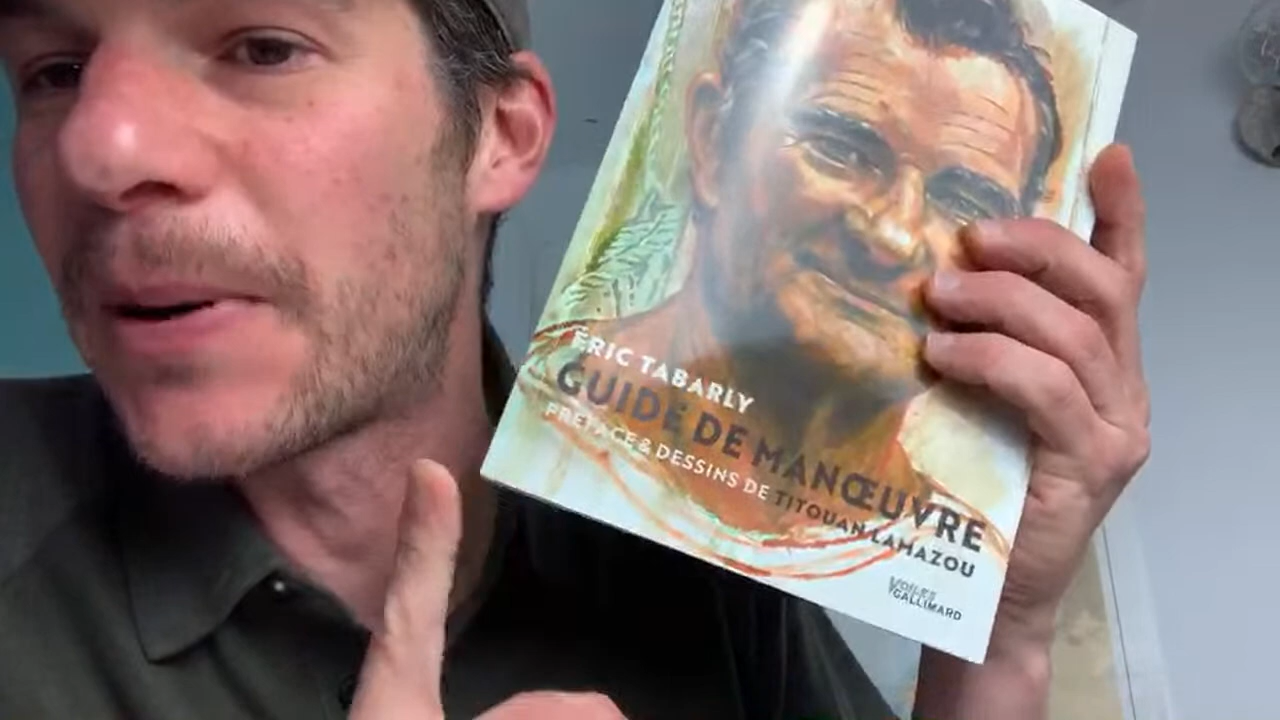 ÉRIC TABARLY
GUIDE DE MANŒUVRE
PRÉFACE & DESSINS DE TITOUAN LAMAZOU
VOILES
GALLIMARD